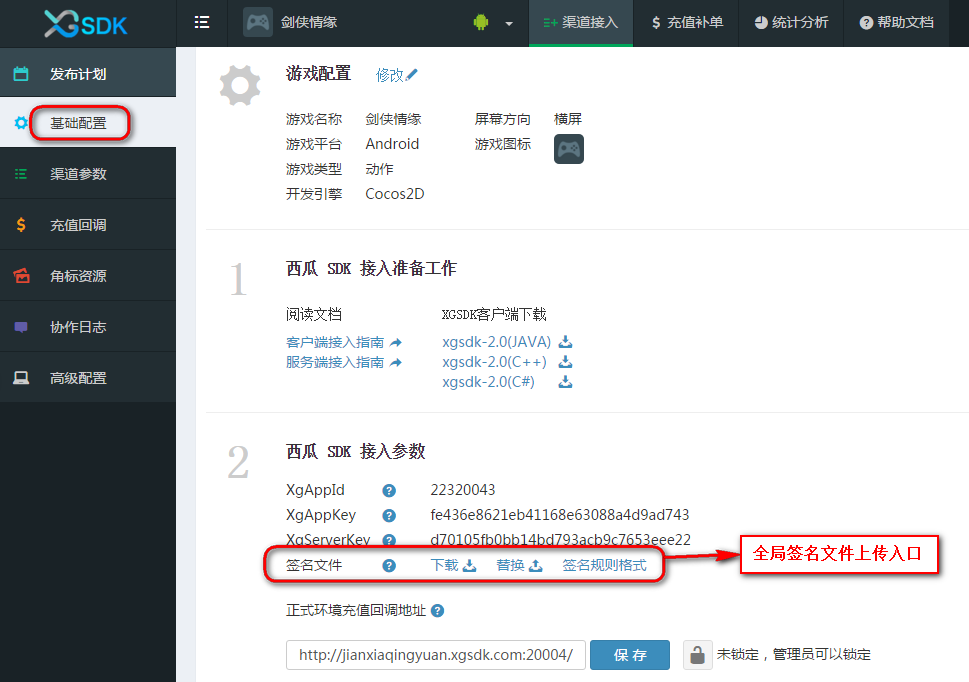 XGSDK
剑侠情缘
渠道接入
$ 充值补单
统计分析
帮助文档
发布计划
基础配置
渠道参数
充值回调
角标资源
协作日志
高级配置
游戏配置 修改
游戏名称 剑侠情缘 屏幕方向 横屏
游戏平台 Android 游戏图标
游戏类型 动作
开发引擎 Cocos2D
1 西瓜 SDK 接入准备工作
阅读文档 XGSDK客户端下载
客户端接入指南 xgsdk-2.0(JAVA)
服务端接入指南 xgsdk-2.0(C++)
xgsdk-2.0(C#)
2 西瓜 SDK 接入参数
XgAppId 22320043
XgAppKey fe436e8621eb41168e63088a4d9ad743
XgServerKey d70105fb0bb14bd793acb9c7653eee22
签名文件 下载 替换 签名规则格式
全局签名文件上传入口
正式环境充值回调地址
http://jianxiaqingyuan.xgsdk.com:20004/ 保 存 未锁定，管理员可以锁定